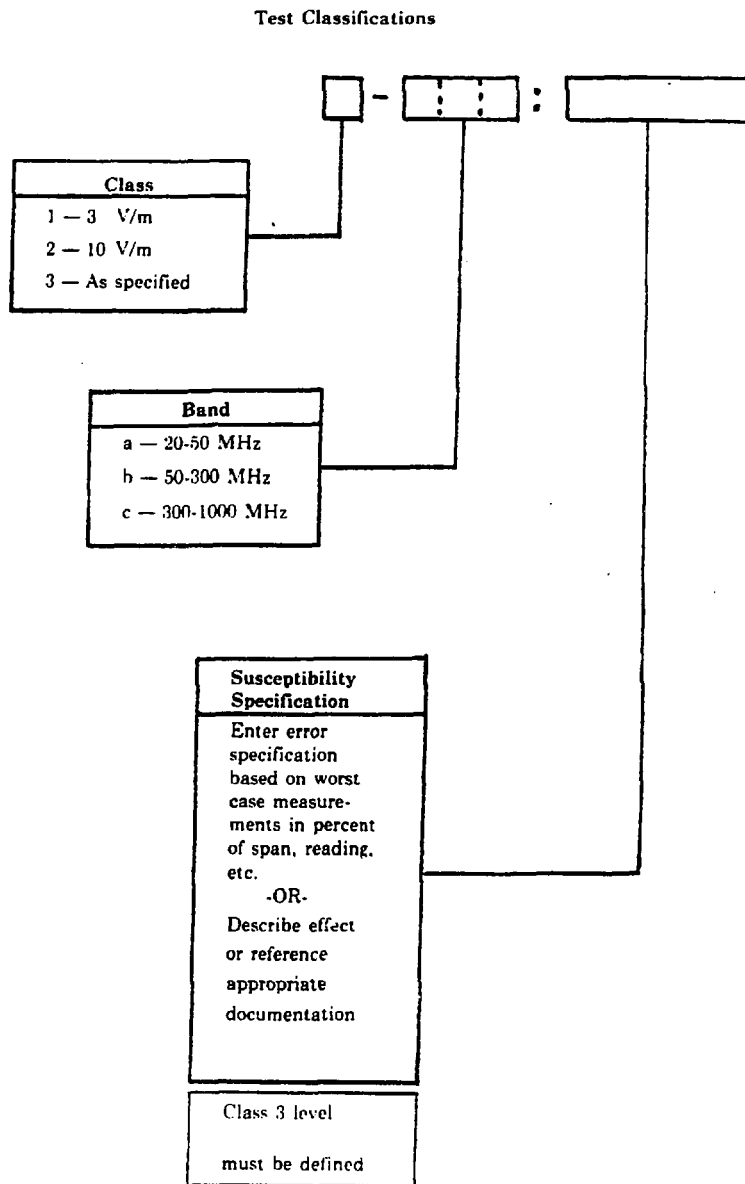 Test Classifications
- :
Class
1 — 3 V/m
2 — 10 V/m
3 — As specified
Band
a — 20-50 MHz
b — 50-300 MHz
c — 300-1000 MHz
Susceptibility
Specification
Enter error
specification
based on worst
case measure-
ments in percent
of span, reading,
etc.
-OR-
Describe effect
or reference
appropriate
documentation
Class 3 level
must be defined